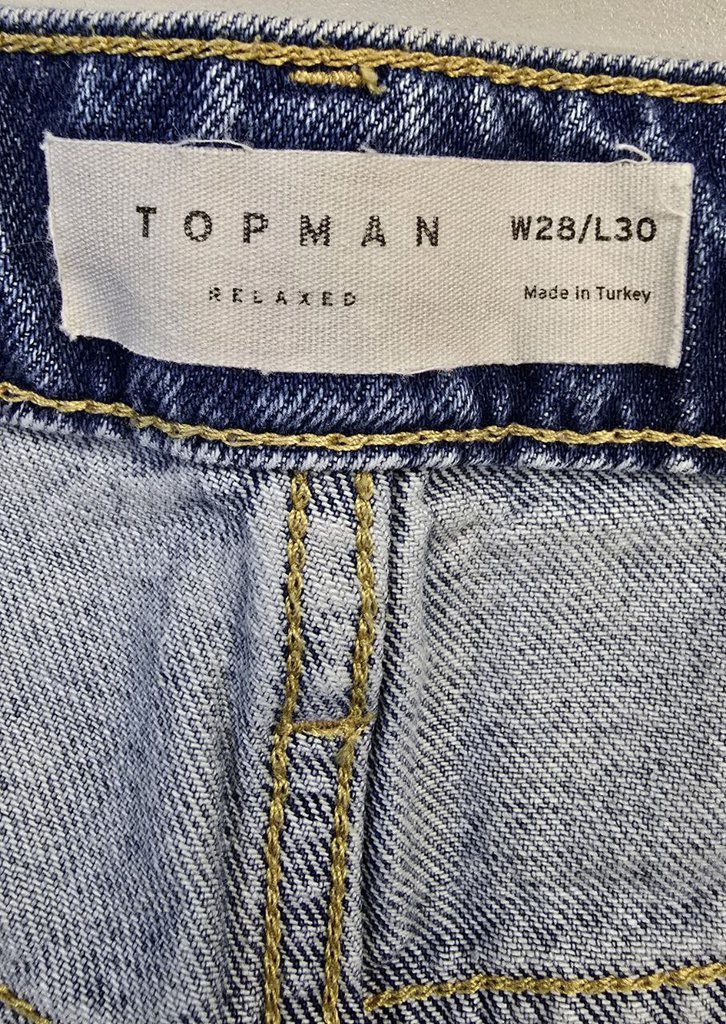 TOPMAN W28/L30
RELAXED Made in Turkey